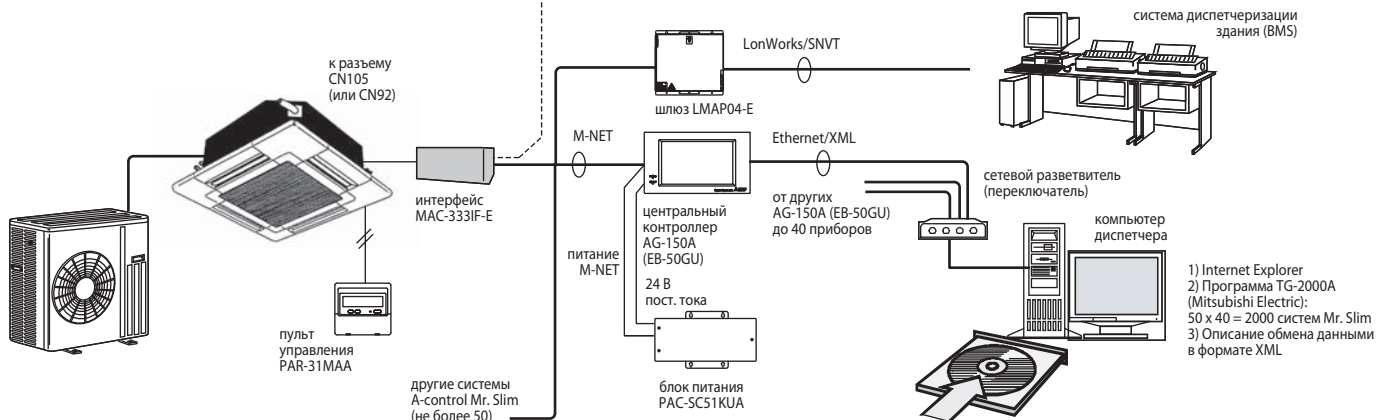 система диспетчеризации
здания (BMS)
LonWorks/SNVT
к разъему
CN105
(или CN92)
шлюз LMAP04-E
M-NET
Ethernet/XML
сетевой разветвитель
(переключатель)
интерфейс
MAC-333IF-E
от других
AG-150A (EB-50GU)
до 40 приборов
центральный
контроллер
AG-150A
(EB-50GU)
компьютер
диспетчера
питание
M-NET
24 В
пост. тока
1) Internet Explorer
2) Программа TG-2000A
(Mitsubishi Electric):
50 x 40 = 2000 систем Mr. Slim
3) Описание обмена данными
в формате XML
пульт
управления
PAR-31MAA
другие системы
A-control Mr. Slim
(не более 50)
блок питания
PAC-SC51KUA